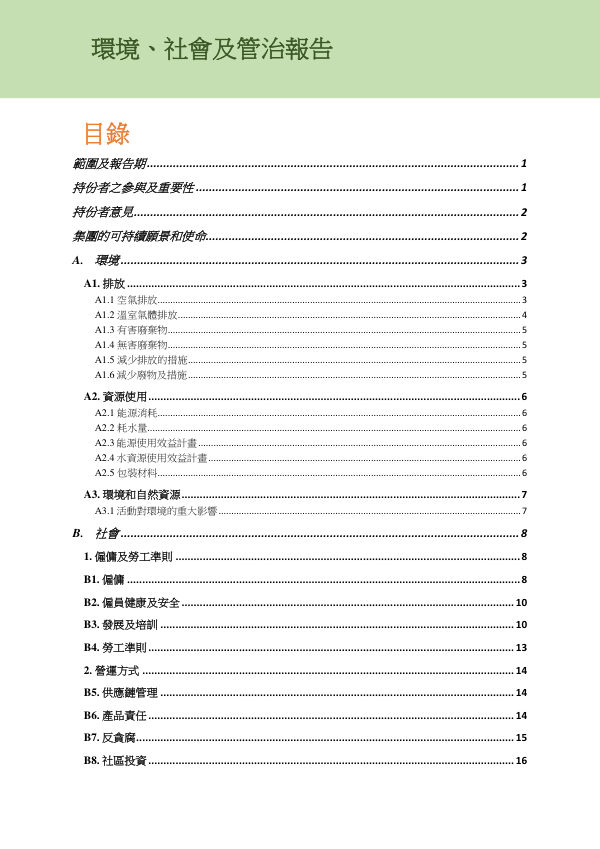 環境、社會及管治報告
目錄
範圍及報告期 1
持份者之參與及重要性 1
持份者意見 2
集團的可持續願景和使命 2
A. 環境 3
A1. 排放 3
A1.1 空氣排放 3
A1.2 溫室氣體排放 4
A1.3 有害廢棄物 5
A1.4 無害廢棄物 5
A1.5 減少排放的措施 5
A1.6 減少廢物及措施 5
A2. 資源使用 6
A2.1 能源消耗 6
A2.2 耗水量 6
A2.3 能源使用效益計畫 6
A2.4 水資源使用效益計畫 6
A2.5 包裝材料 6
A3. 環境和自然資源 7
A3.1 活動對環境的重大影響 7
B. 社會 8
1. 僱傭及勞工準則 8
B1. 僱傭 8
B2. 僱員健康及安全 10
B3. 發展及培訓 10
B4. 勞工準則 13
2. 營運方式 14
B5. 供應鏈管理 14
B6. 產品責任 14
B7. 反貪腐 15
B8. 社區投資 16